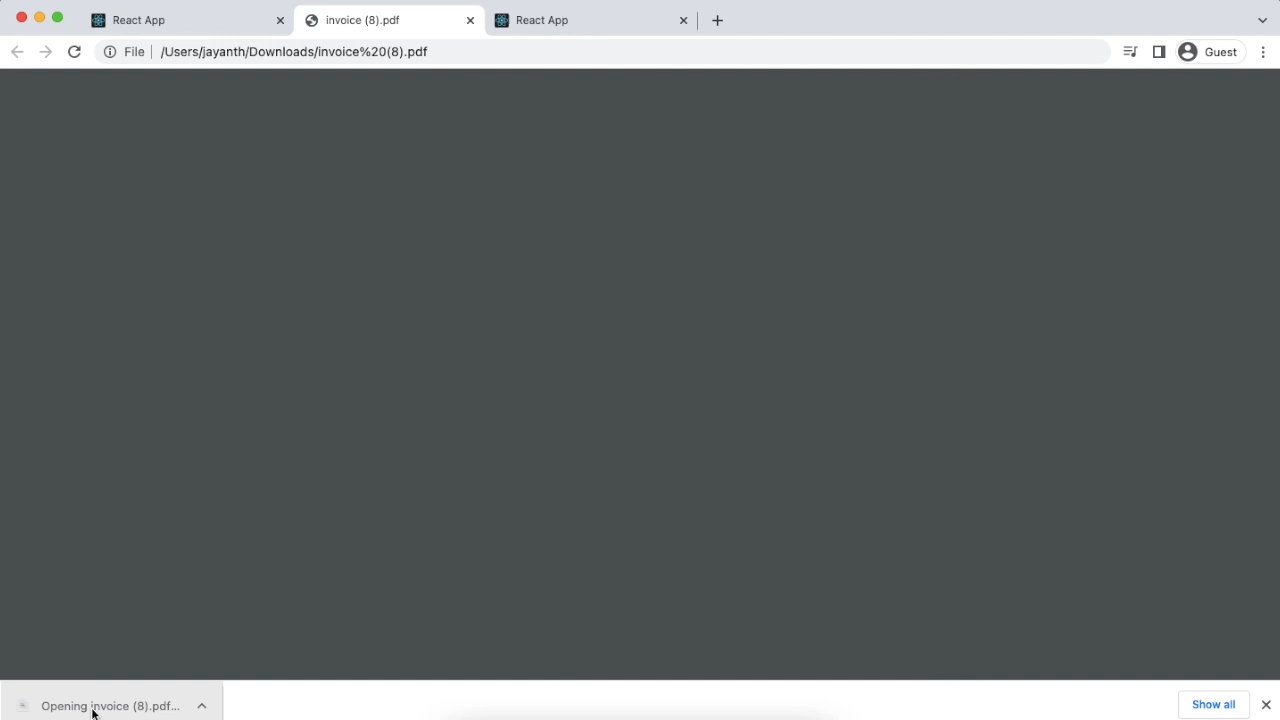 React App
invoice (8).pdf
React App
File
/Users/jayanth/Downloads/invoice%20(8).pdf
Guest
Opening invoice (8).pdf...
Show all